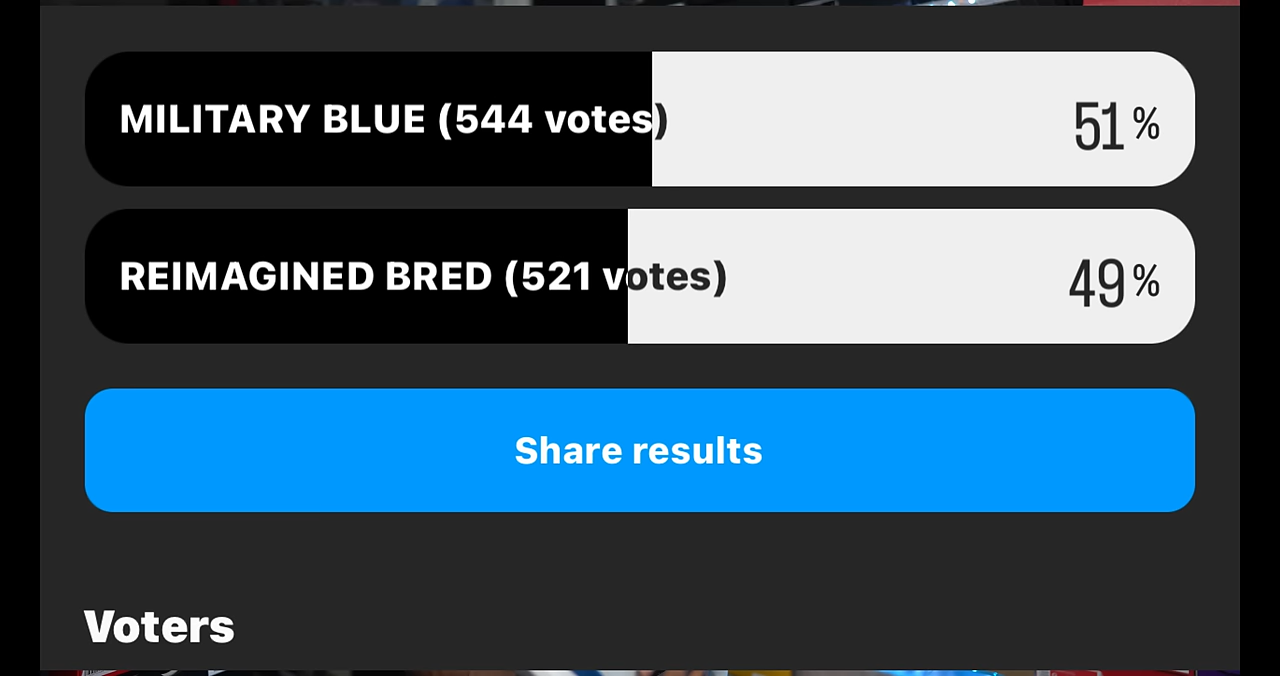 MILITARY BLUE (544 votes)
51%
REIMAGINED BRED (521 votes)
49%
Share results
Voters